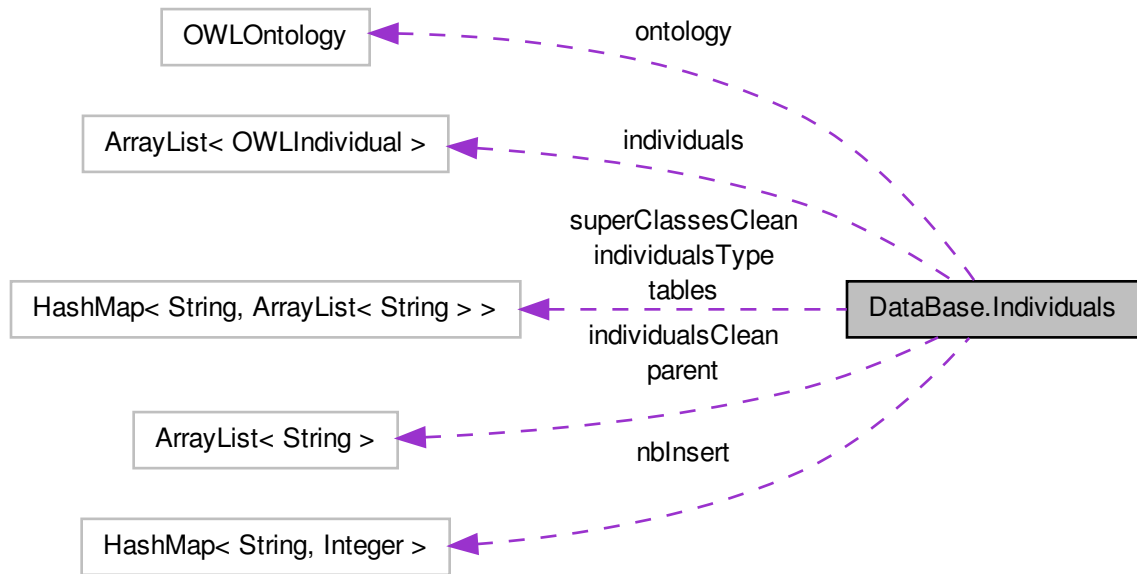 OWLOntology
ontology
ArrayList< OWLIndividual >
individuals
superClassesClean
individualsType
tables
HashMap< String, ArrayList< String > >
DataBase.Individuals
individualsClean
parent
ArrayList< String >
nbInsert
HashMap< String, Integer >